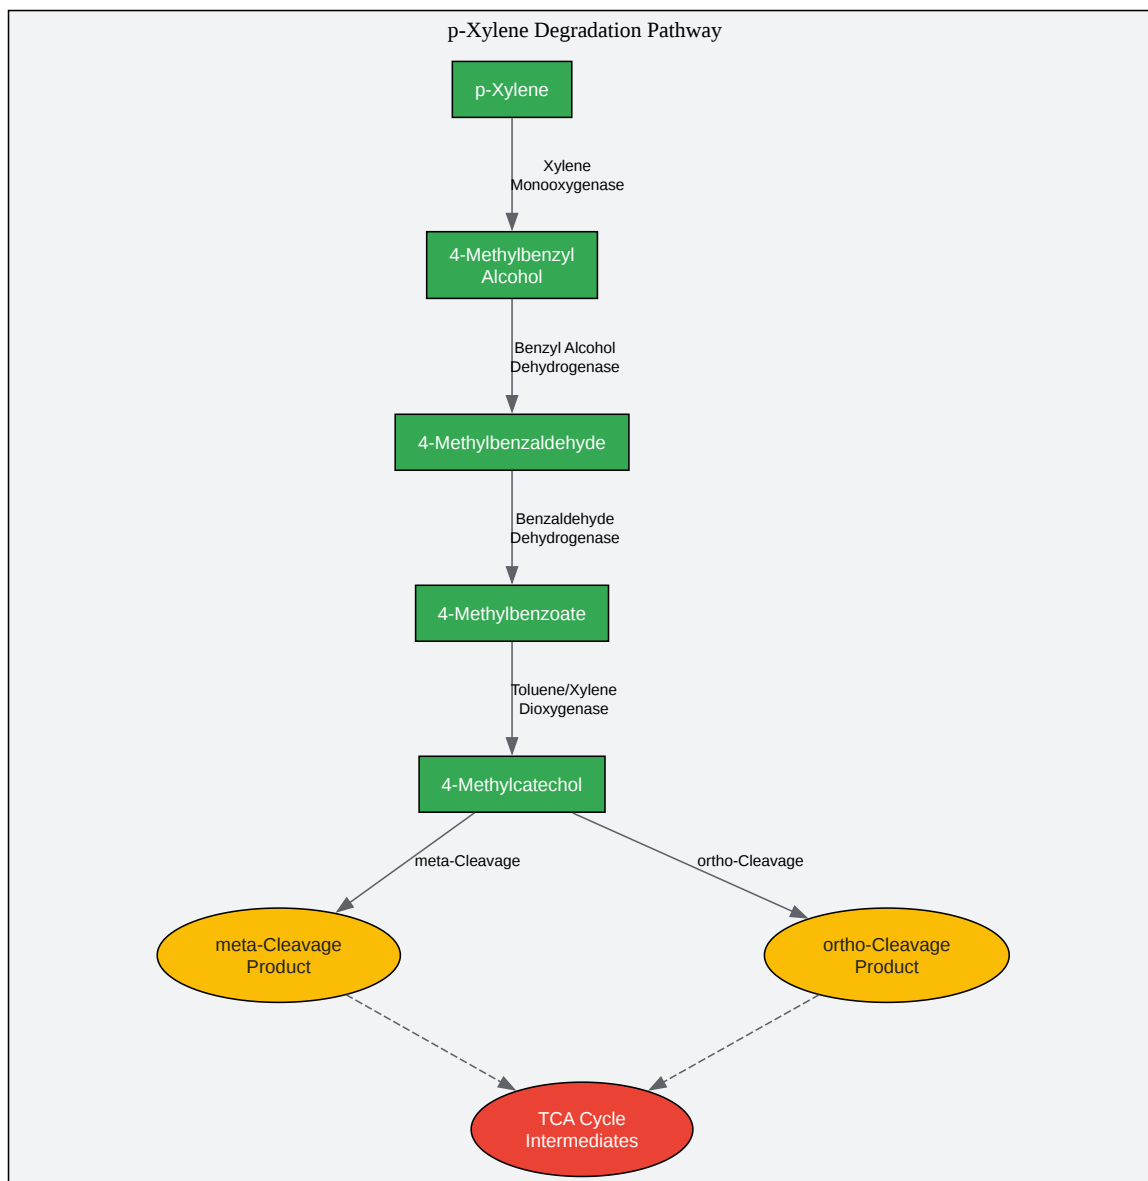 p-Xylene Degradation Pathway
p-Xylene
Xylene
Monooxygenase
4-Methylbenzyl
Alcohol
Benzyl Alcohol
Dehydrogenase
4-Methylbenzaldehyde
Benzaldehyde
Dehydrogenase
4-Methylbenzoate
Toluene/Xylene
Dioxygenase
4-Methylcatechol
meta-Cleavage
ortho-Cleavage
meta-Cleavage
Product
ortho-Cleavage
Product
TCA Cycle
Intermediates